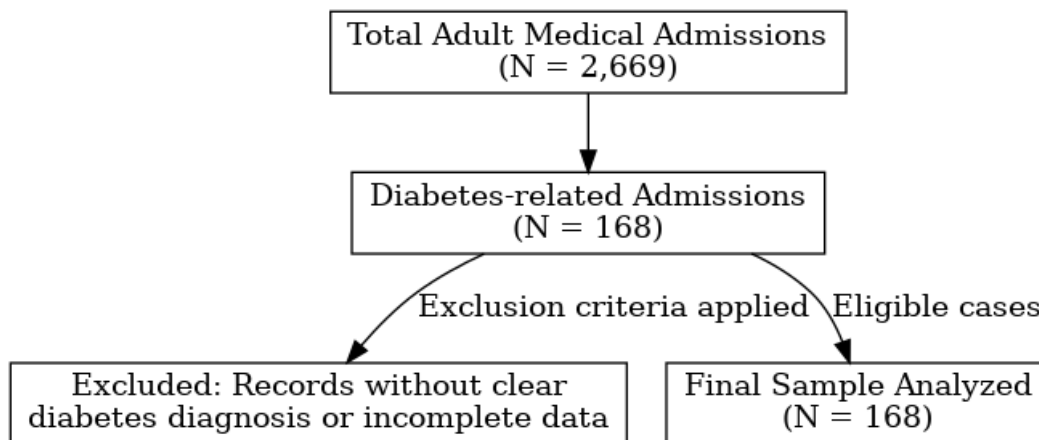 Total Adult Medical Admissions
(N = 2,669)
Diabetes-related Admissions
(N = 168)
Exclusion criteria applied
Eligible cases
Excluded: Records without clear
diabetes diagnosis or incomplete data
Final Sample Analyzed
(N = 168)